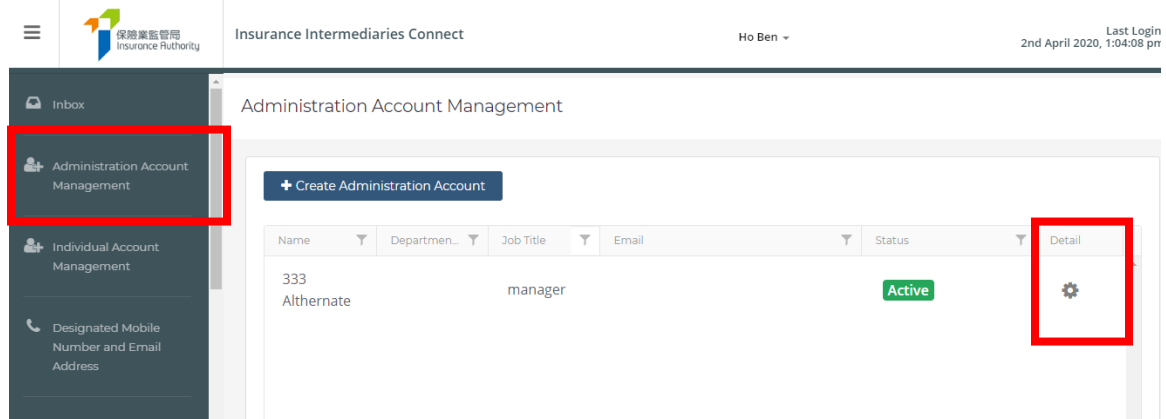 保險業監管局
Insurance Authority
Insurance Intermediaries Connect
Ho Ben
Last Login
2nd April 2020, 1:04:08 pm
Inbox
Administration Account
Management
Individual Account
Management
Designated Mobile
Number and Email
Address
Administration Account Management
+ Create Administration Account
Name Departmen... Job Title Email Status Detail
333
Althernate
manager
Active